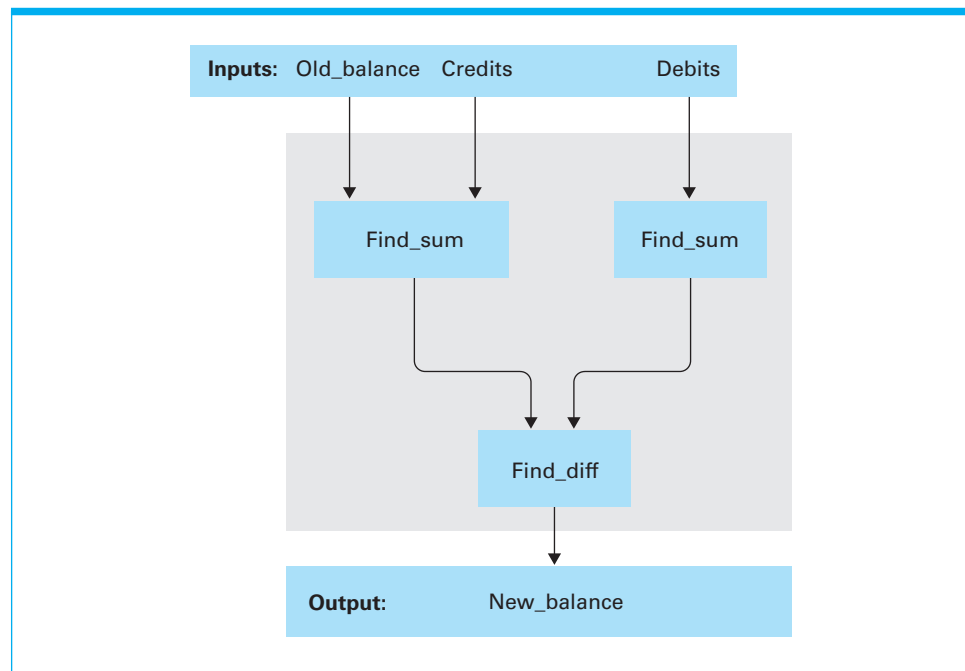 Inputs: Old_balance Credits Debits
Find_sum Find_sum
Find_diff
Output: New_balance